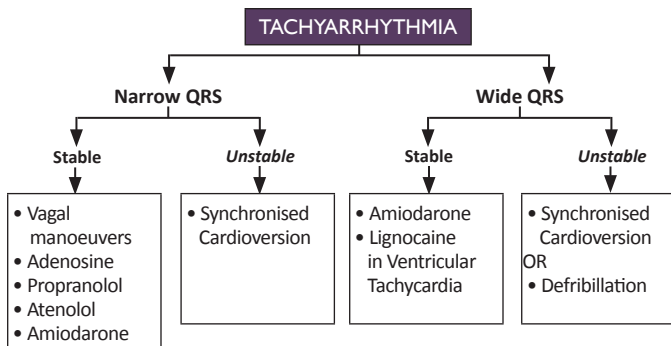 TACHYARRHYTHMIA
Narrow QRS
Wide QRS
Stable
Unstable
Stable
Unstable
• Vagal
manoeuvers
• Adenosine
• Propranolol
• Atenolol
• Amiodarone
• Synchronised
Cardioversion
• Amiodarone
• Lignocaine
in Ventricular
Tachycardia
• Synchronised
Cardioversion
OR
• Defribillation